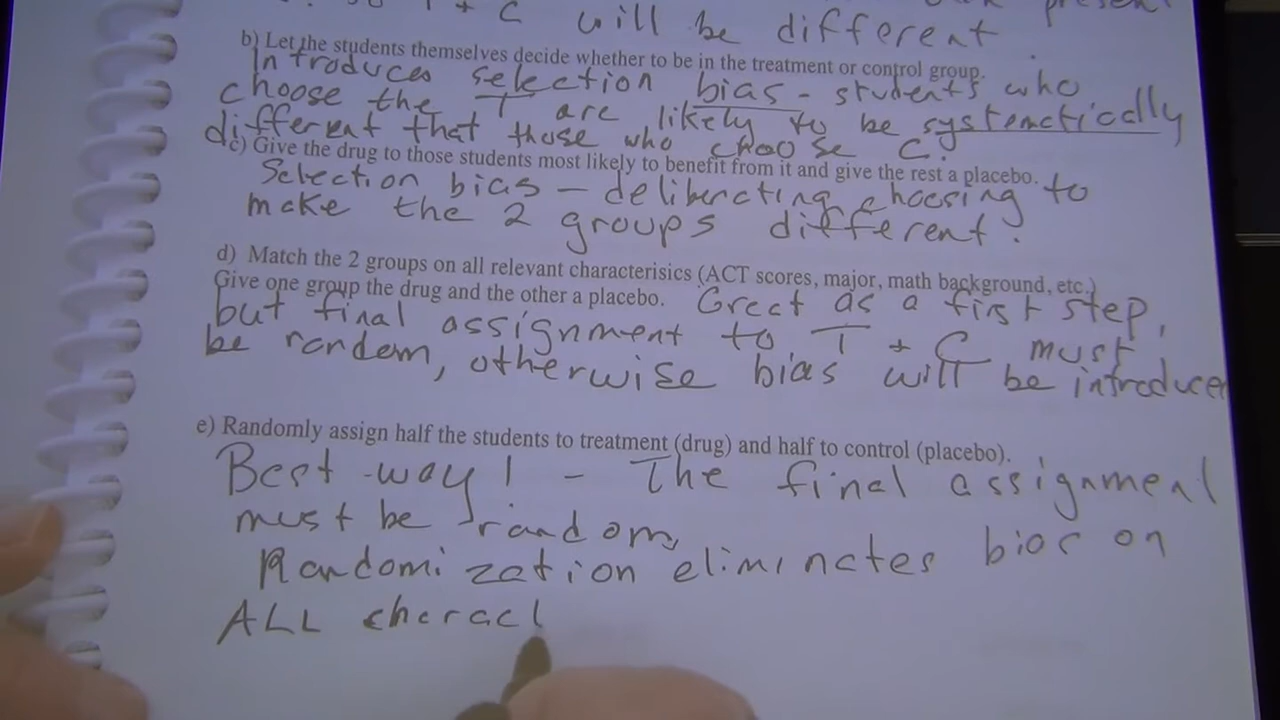 T + C will be different.
b) Let the students themselves decide whether to be in the treatment or control group.
Introduces selection bias - students who
choose the T are likely to be systematically
different that those who choose C.
c) Give the drug to those students most likely to benefit from it and give the rest a placebo.
Selection bias - deliberating choosing to
make the 2 groups different.
d) Match the 2 groups on all relevant characterisics (ACT scores, major, math background, etc.)
Give one group the drug and the other a placebo. Great as a first step,
but final assignment to T + C must
be random, otherwise bias will be introduce
e) Randomly assign half the students to treatment (drug) and half to control (placebo).
Best way! - The final assignment
must be random,
Randomization eliminates bias on
ALL charact